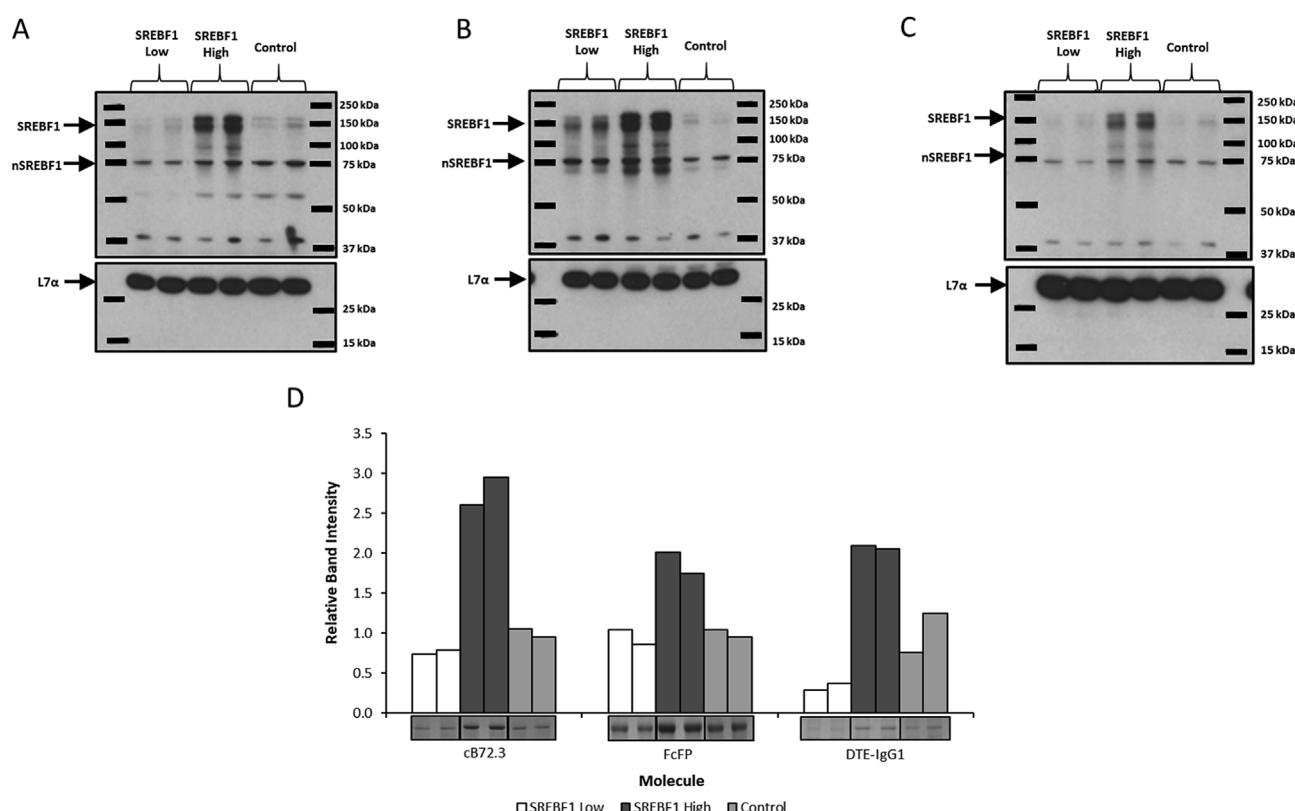 A
SREBF1 Low
SREBF1 High
Control
SREBF1
nSREBF1
L7α
250 kDa
150 kDa
100 kDa
75 kDa
50 kDa
37 kDa
25 kDa
15 kDa
B
SREBF1 Low
SREBF1 High
Control
SREBF1
nSREBF1
L7α
250 kDa
150 kDa
100 kDa
75 kDa
50 kDa
37 kDa
25 kDa
15 kDa
C
SREBF1 Low
SREBF1 High
Control
SREBF1
nSREBF1
L7α
250 kDa
150 kDa
100 kDa
75 kDa
50 kDa
37 kDa
25 kDa
15 kDa
D
Relative Band Intensity
3.5
3.0
2.5
2.0
1.5
1.0
0.5
0.0
cB72.3 FcFP DTE-IgG1
Molecule
SREBF1 Low SREBF1 High Control